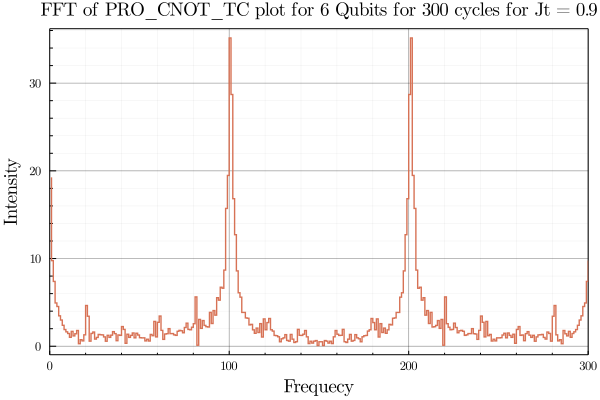 FFT of PRO_CNOT_TC plot for 6 Qubits for 300 cycles for Jt = 0.9
Intensity
30
20
10
0
0 100 200 300
Frequecy